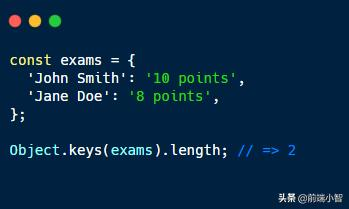 const exams = {
  'John Smith': '10 points',
  'Jane Doe': '8 points',
};

Object.keys(exams).length; // => 2
头条 @前端小智